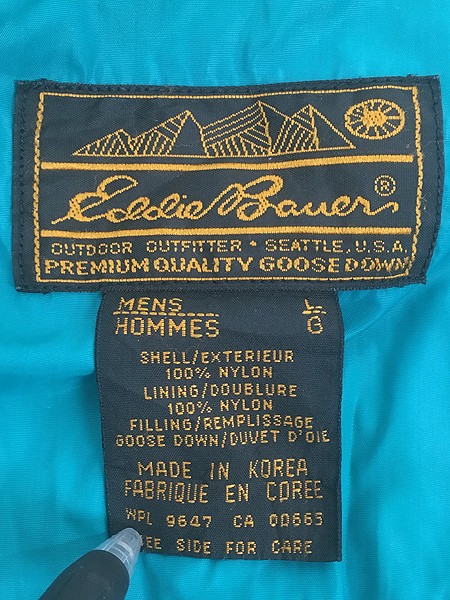 Eddie Bauer ®
OUTDOOR OUTFITTER • SEATTLE, U.S.A.
PREMIUM QUALITY GOOSE DOWN
MENS L
HOMMES G
SHELL/EXTERIEUR
100% NYLON
LINING/DOUBLURE
100% NYLON
FILLING/REMPLISSAGE
GOOSE DOWN/DUVET D'OIE
MADE IN KOREA
FABRIQUE EN COREE
WPL 9647 CA 00663
SIDE FOR CARE